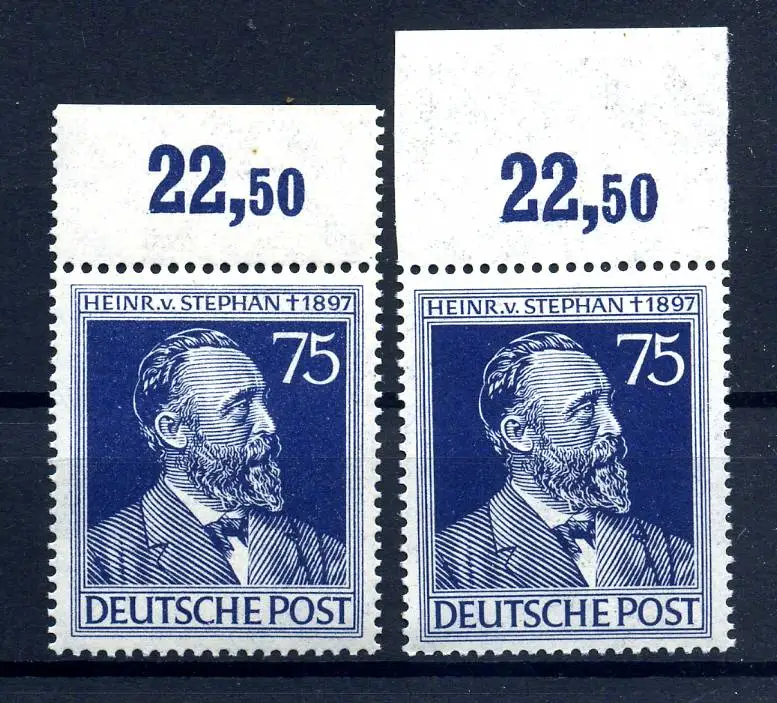 22,50
HEINR.v. STEPHAN †1897
75
DEUTSCHE POST
22,50
HEINR.v. STEPHAN †1897
75
DEUTSCHE POST